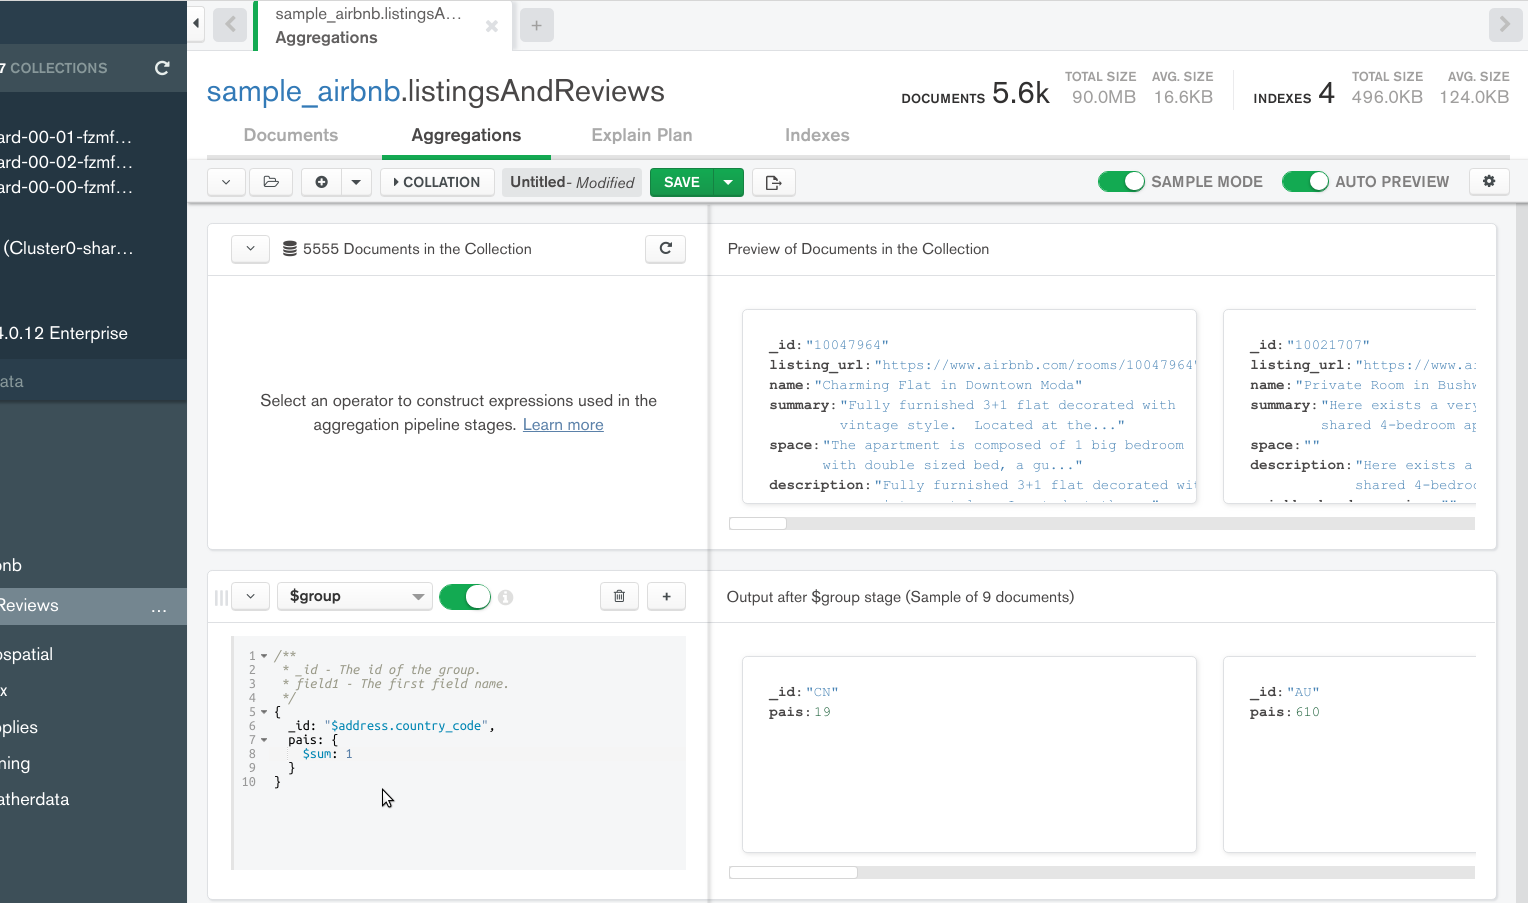 sample_airbnb.listingsA...
Aggregations
7 COLLECTIONS
ard-00-01-fzmf...
ard-00-02-fzmf...
ard-00-00-fzmf...
(Cluster0-shar...
4.0.12 Enterprise
ata
nb
Reviews
...
ospatial
x
plies
ning
atherdata
sample_airbnb.listingsAndReviews
DOCUMENTS 5.6k
TOTAL SIZE
90.0MB
AVG. SIZE
16.6KB
INDEXES 4
TOTAL SIZE
496.0KB
AVG. SIZE
124.0KB
Documents
Aggregations
Explain Plan
Indexes
COLLATION
Untitled- Modified
SAVE
SAMPLE MODE
AUTO PREVIEW
5555 Documents in the Collection
Preview of Documents in the Collection
Select an operator to construct expressions used in the
aggregation pipeline stages. Learn more
_id:"10047964"
listing_url:"https://www.airbnb.com/rooms/10047964"
name:"Charming Flat in Downtown Moda"
summary:"Fully furnished 3+1 flat decorated with
vintage style.  Located at the..."
space:"The apartment is composed of 1 big bedroom
with double sized bed, a gu..."
description:"Fully furnished 3+1 flat decorated wit
_id:"10021707"
listing_url:"https://www.ai
name:"Private Room in Bushw
summary:"Here exists a very
shared 4-bedroom ap
space:""
description:"Here exists a
shared 4-bedroo
$group
Output after $group stage (Sample of 9 documents)
1 /**
2  * _id - The id of the group.
3  * field1 - The first field name.
4  */
5 {
6   _id: "$address.country_code",
7   pais: {
8     $sum: 1
9   }
10 }
_id:"CN"
pais:19
_id:"AU"
pais:610